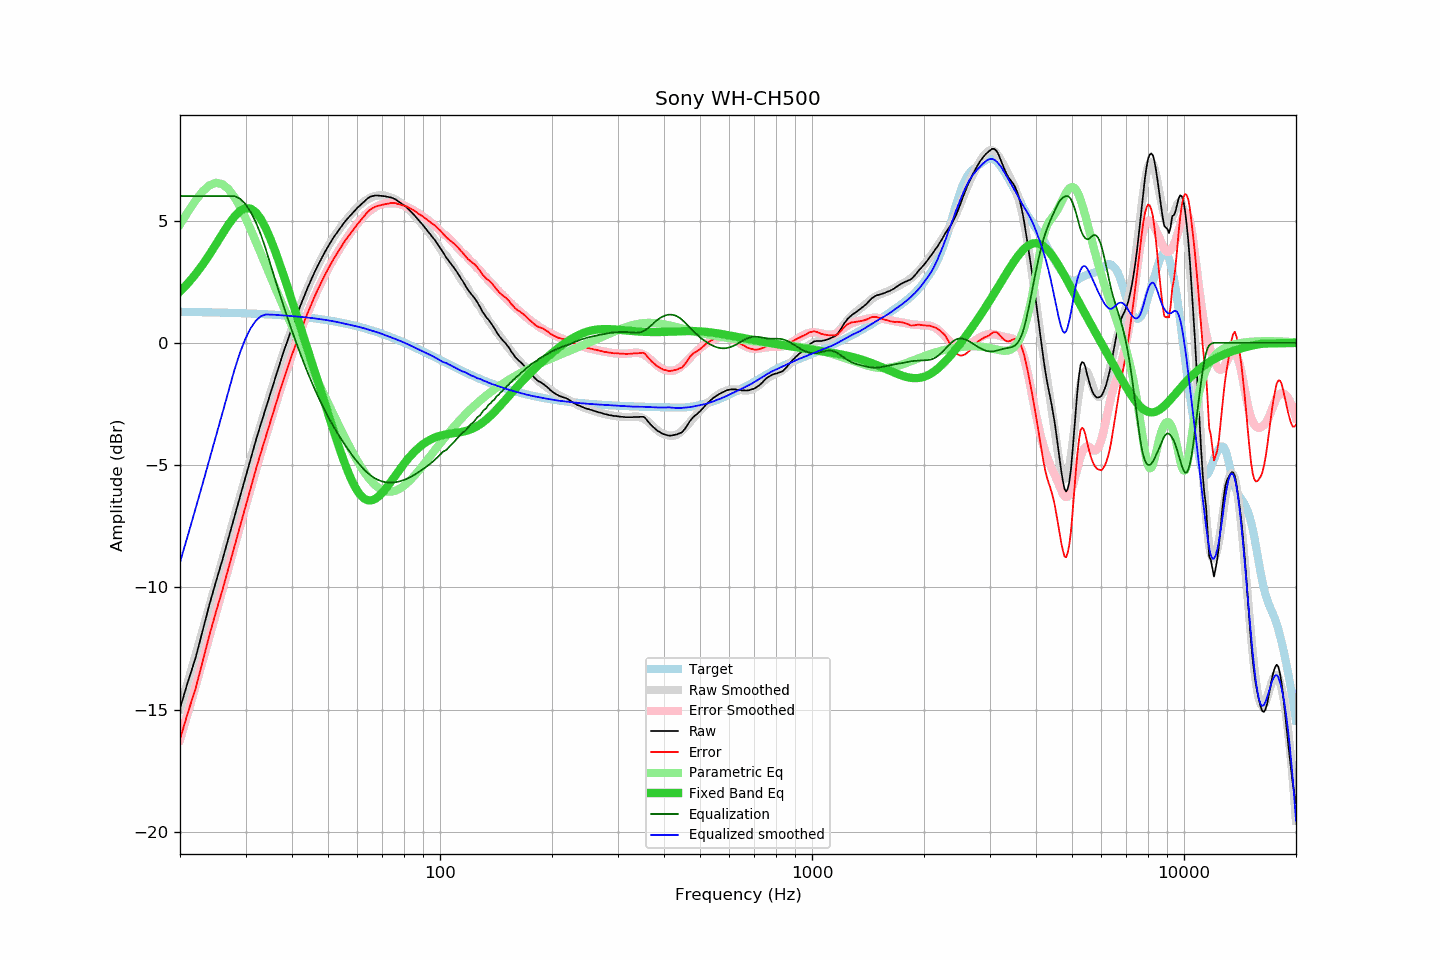 Sony WH-CH500
Amplitude (dBr)
5
0
−5
−10
−15
−20
Target
Raw Smoothed
Error Smoothed
Raw
Error
Parametric Eq
Fixed Band Eq
Equalization
Equalized smoothed
100
1000
10000
Frequency (Hz)